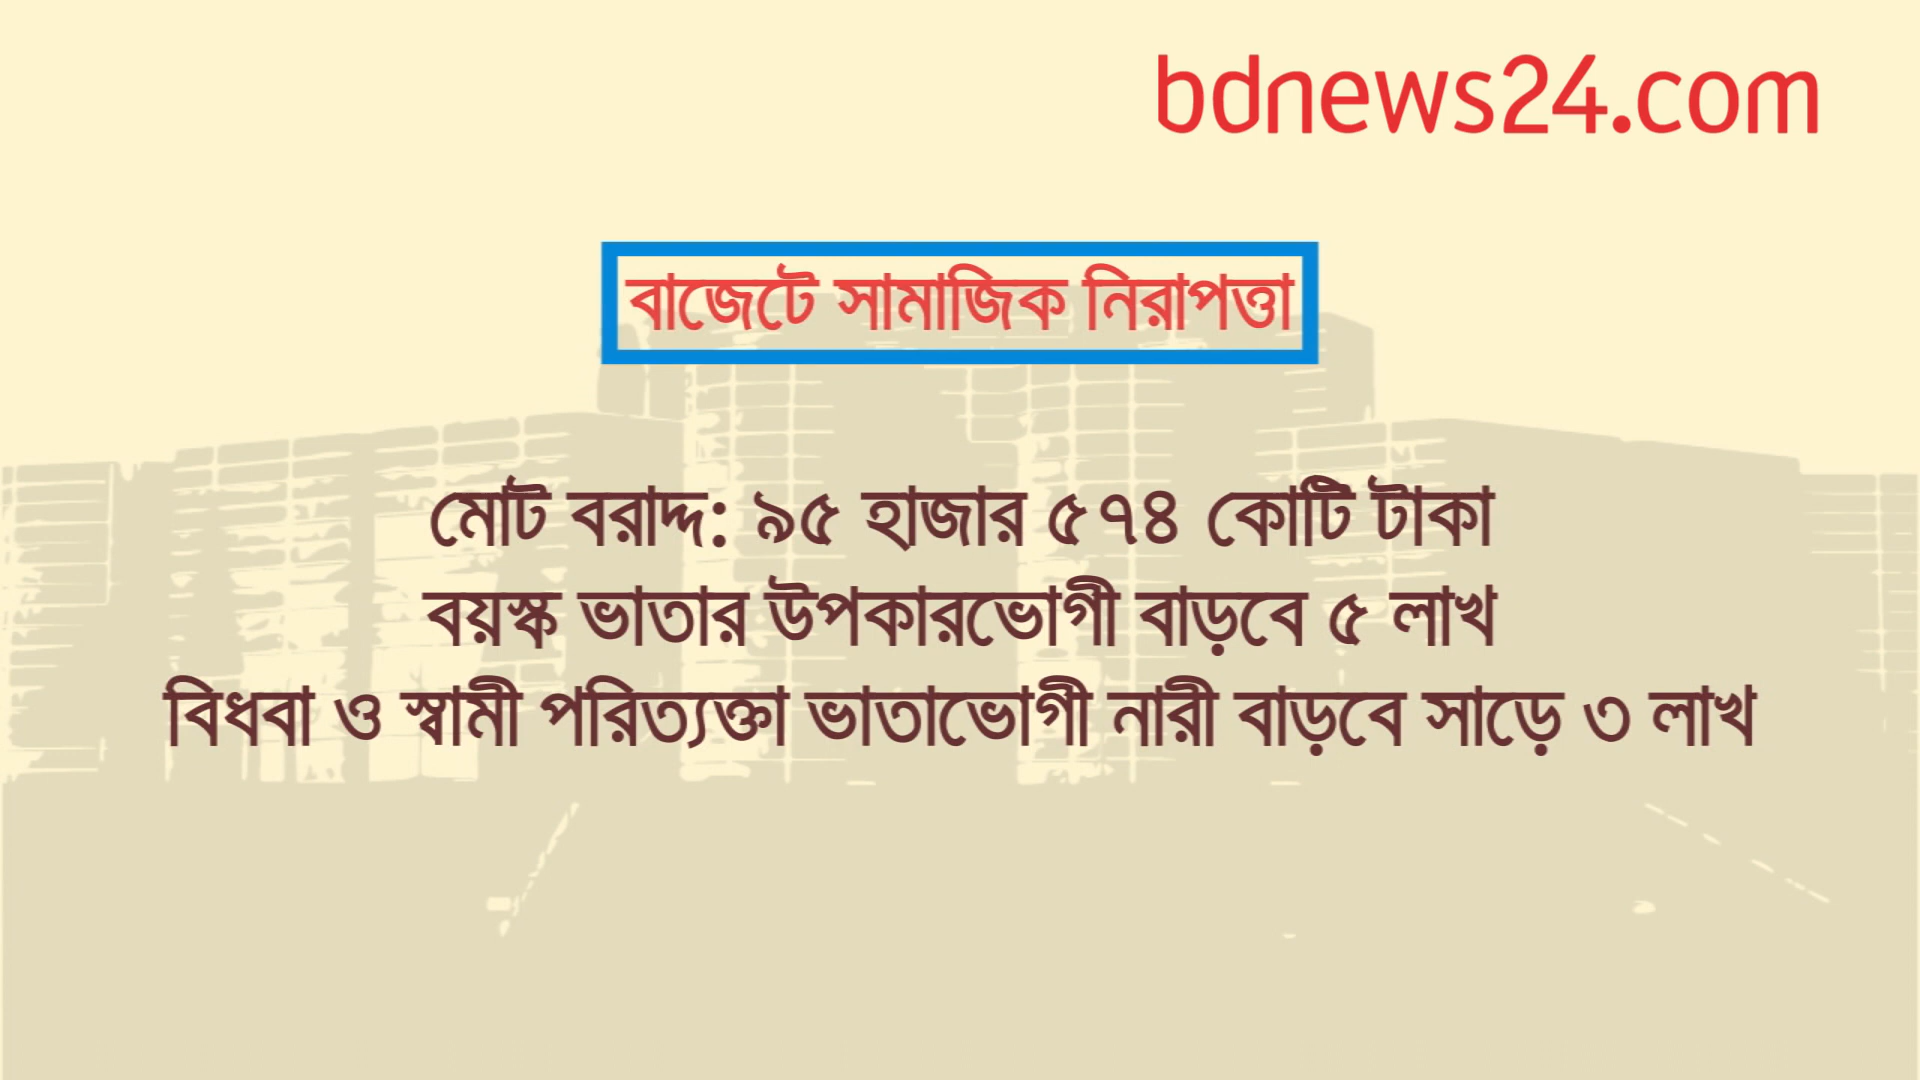 bdnews24.com
বাজেটে সামাজিক নিরাপত্তা
মোট বরাদ্দ: ৯৫ হাজার ৫৭৪ কোটি টাকা
বয়স্ক ভাতার উপকারভোগী বাড়বে ৫ লাখ
বিধবা ও স্বামী পরিত্যক্তা ভাতাভোগী নারী বাড়বে সাড়ে ৩ লাখ